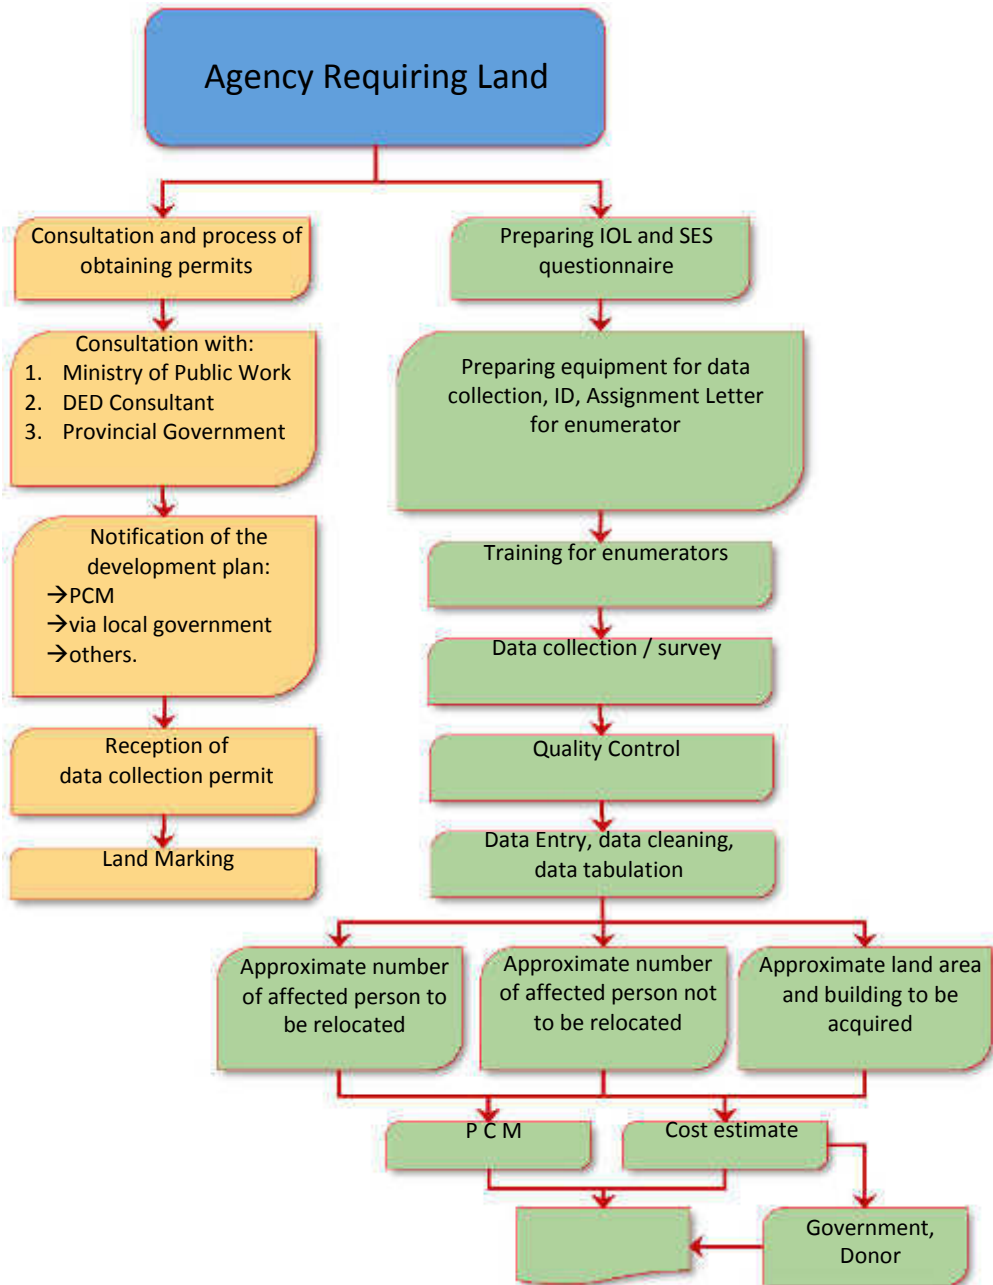 Agency Requiring Land
Consultation and process of
obtaining permits
Consultation with:
1. Ministry of Public Work
2. DED Consultant
3. Provincial Government
Notification of the
development plan:
→PCM
→via local government
→others.
Reception of
data collection permit
Land Marking
Preparing IOL and SES
questionnaire
Preparing equipment for data
collection, ID, Assignment Letter
for enumerator
Training for enumerators
Data collection / survey
Quality Control
Data Entry, data cleaning,
data tabulation
Approximate number
of affected person to
be relocated
Approximate number
of affected person not
to be relocated
Approximate land area
and building to be
acquired
P C M
Cost estimate
Government,
Donor